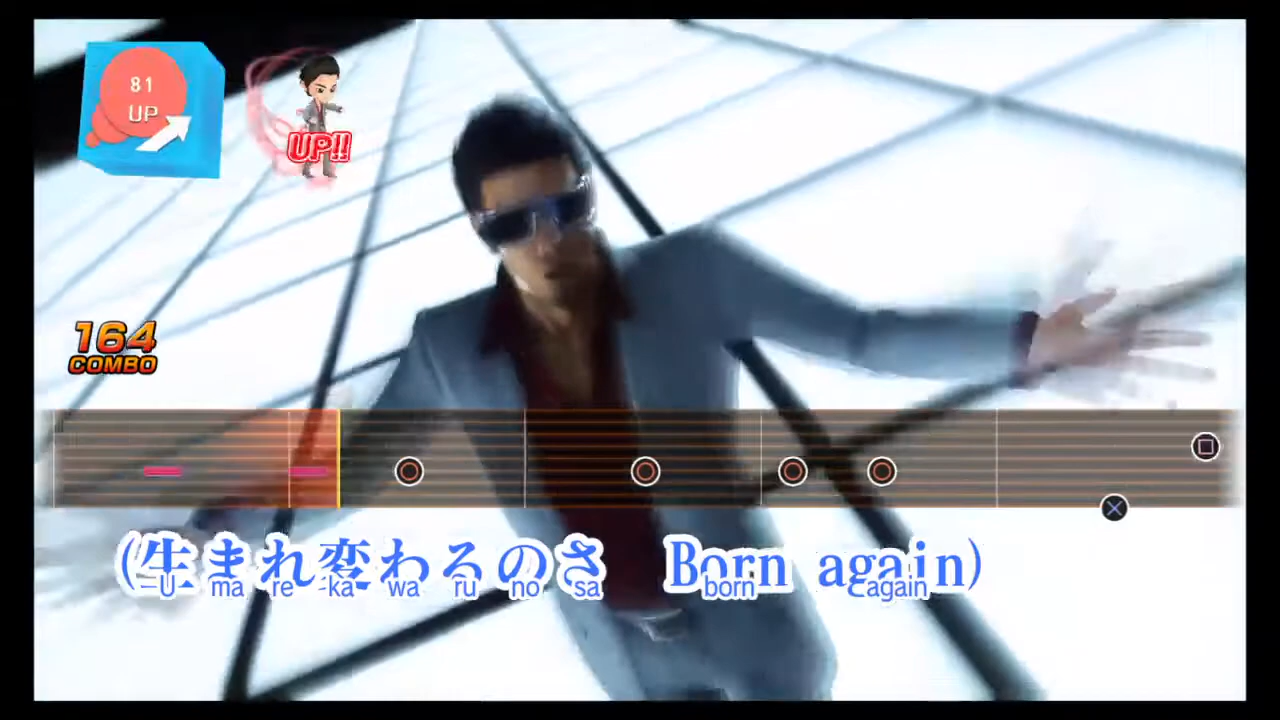 81
UP
UP!!
164
COMBO
(生まれ変わるのさ Born again)
U ma re ka wa ru no sa born again